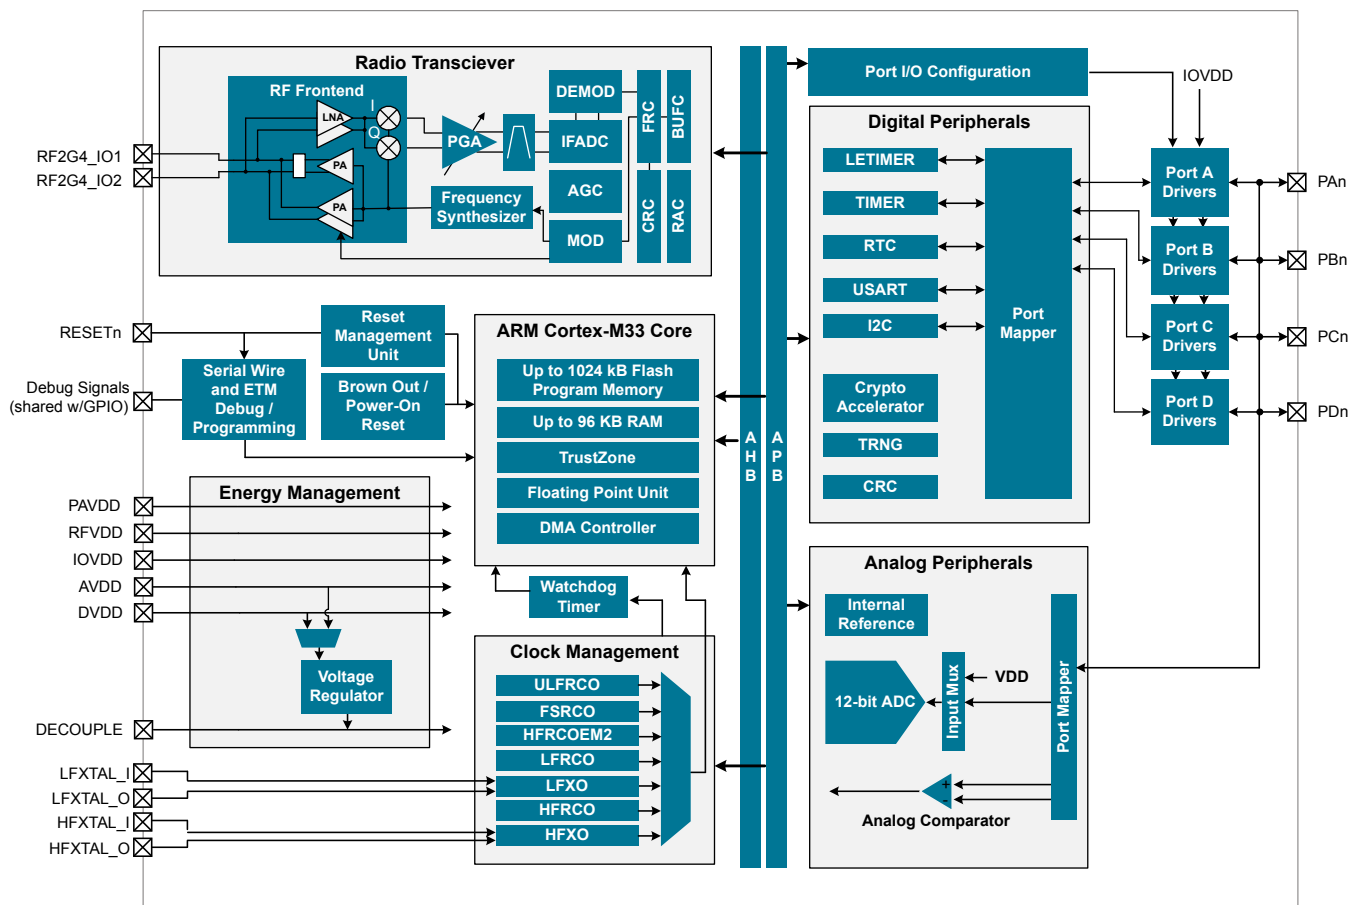 Radio Transciever
RF Frontend
LNA
I
Q
PA
PA
PGA
DEMOD
IFADC
AGC
MOD
Frequency
Synthesizer
FRC
BUFC
CRC
RAC
RF2G4_IO1
RF2G4_IO2
RESETn
Debug Signals
(shared w/GPIO)
Reset
Management
Unit
Serial Wire
and ETM
Debug /
Programming
Brown Out /
Power-On
Reset
ARM Cortex-M33 Core
Up to 1024 kB Flash
Program Memory
Up to 96 KB RAM
TrustZone
Floating Point Unit
DMA Controller
Energy Management
PAVDD
RFVDD
IOVDD
AVDD
DVDD
DECOUPLE
Voltage
Regulator
Watchdog
Timer
Clock Management
ULFRCO
FSRCO
HFRCOEM2
LFRCO
LFXO
HFRCO
HFXO
LFXTAL_I
LFXTAL_O
HFXTAL_I
HFXTAL_O
AHB
APB
Port I/O Configuration
IOVDD
Digital Peripherals
LETIMER
TIMER
RTC
USART
I2C
Crypto
Accelerator
TRNG
CRC
Port
Mapper
Port A
Drivers
Port B
Drivers
Port C
Drivers
Port D
Drivers
PAn
PBn
PCn
PDn
Analog Peripherals
Internal
Reference
12-bit ADC
Input Mux
VDD
Port Mapper
+
-
Analog Comparator